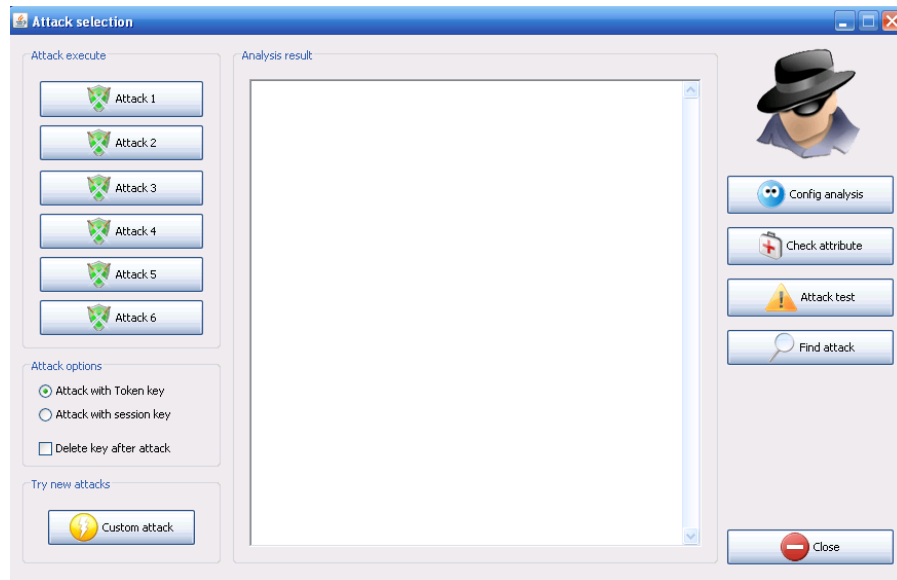 Attack selection
Attack execute
Attack 1
Attack 2
Attack 3
Attack 4
Attack 5
Attack 6
Attack options
Attack with Token key
Attack with session key
Delete key after attack
Try new attacks
Custom attack
Analysis result
Config analysis
Check attribute
Attack test
Find attack
Close